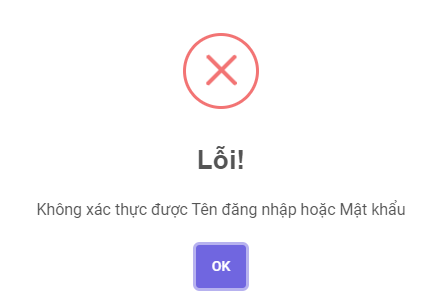 Lỗi!
Không xác thực được Tên đăng nhập hoặc Mật khẩu
OK